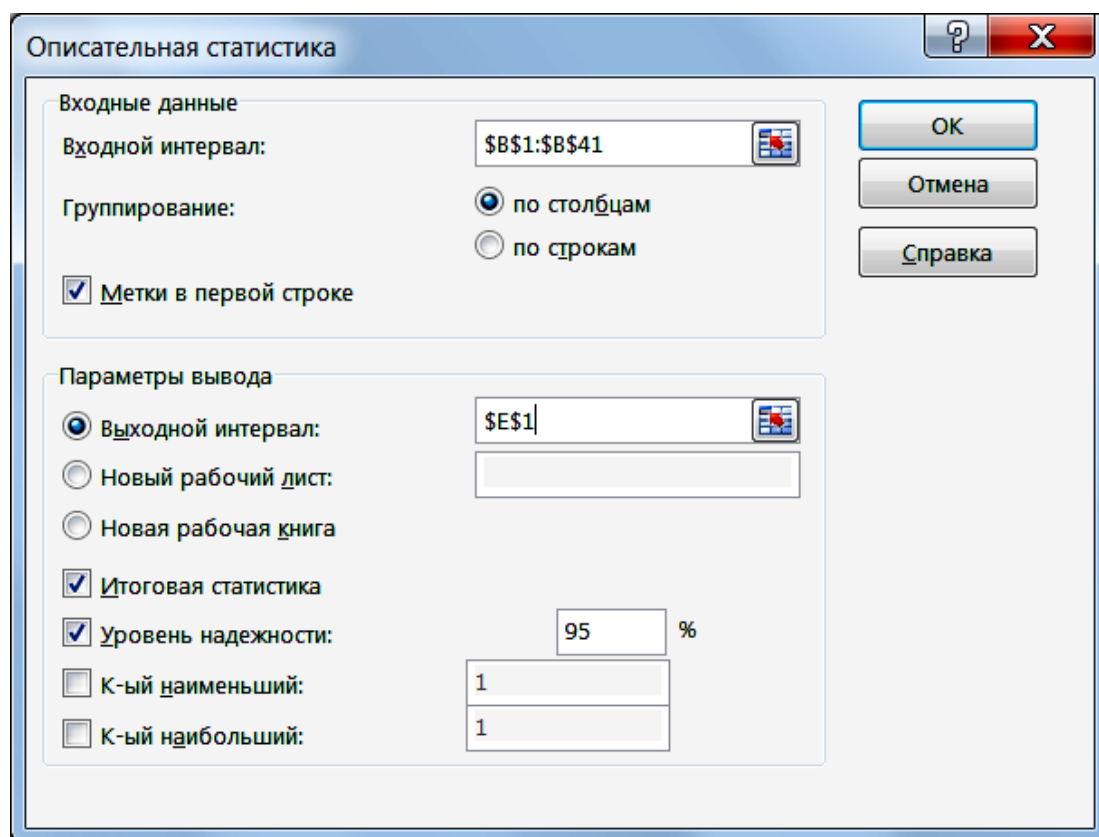 Описательная статистика
Входные данные
Входной интервал: $B$1:$B$41
Группирование: по столбцам
по строкам
Метки в первой строке
OK
Отмена
Справка
Параметры вывода
Выходной интервал: $E$1
Новый рабочий лист:
Новая рабочая книга
Итоговая статистика
Уровень надежности: 95 %
К-ый наименьший: 1
К-ый наибольший: 1